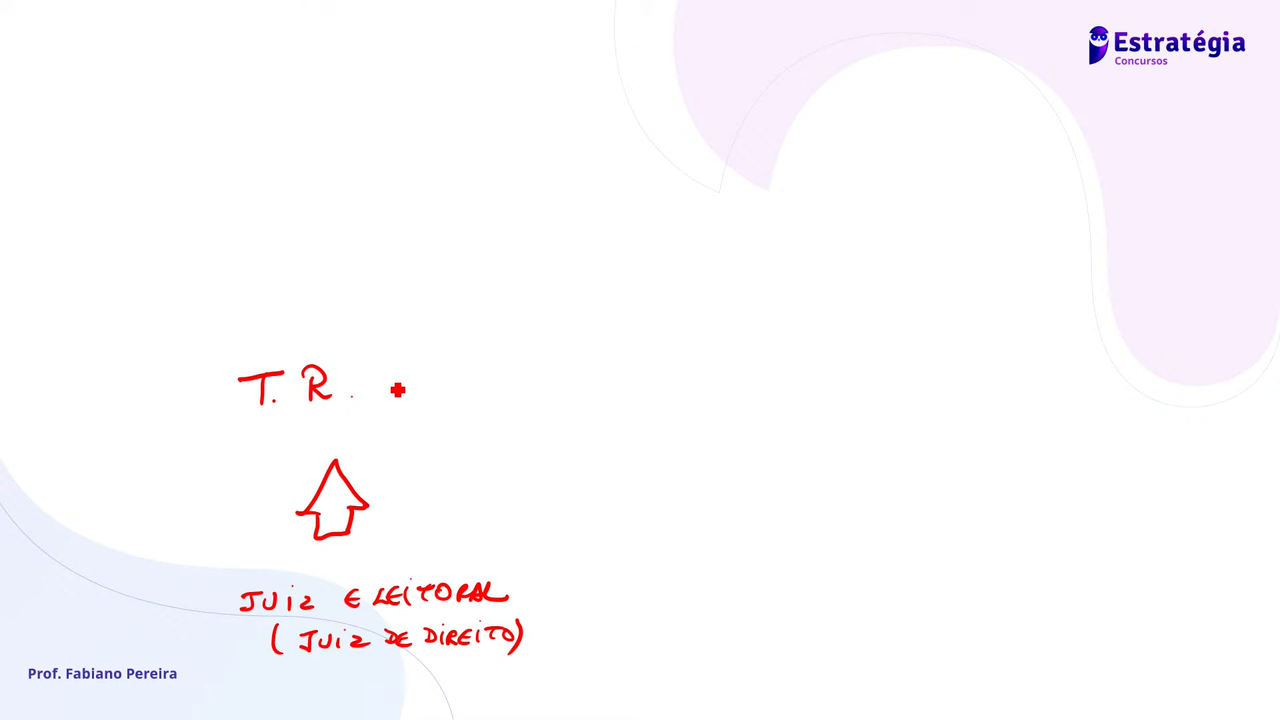 Estratégia
Concursos
T. R.
JUIZ ELEITORAL
(JUIZ DE DIREITO)
Prof. Fabiano Pereira